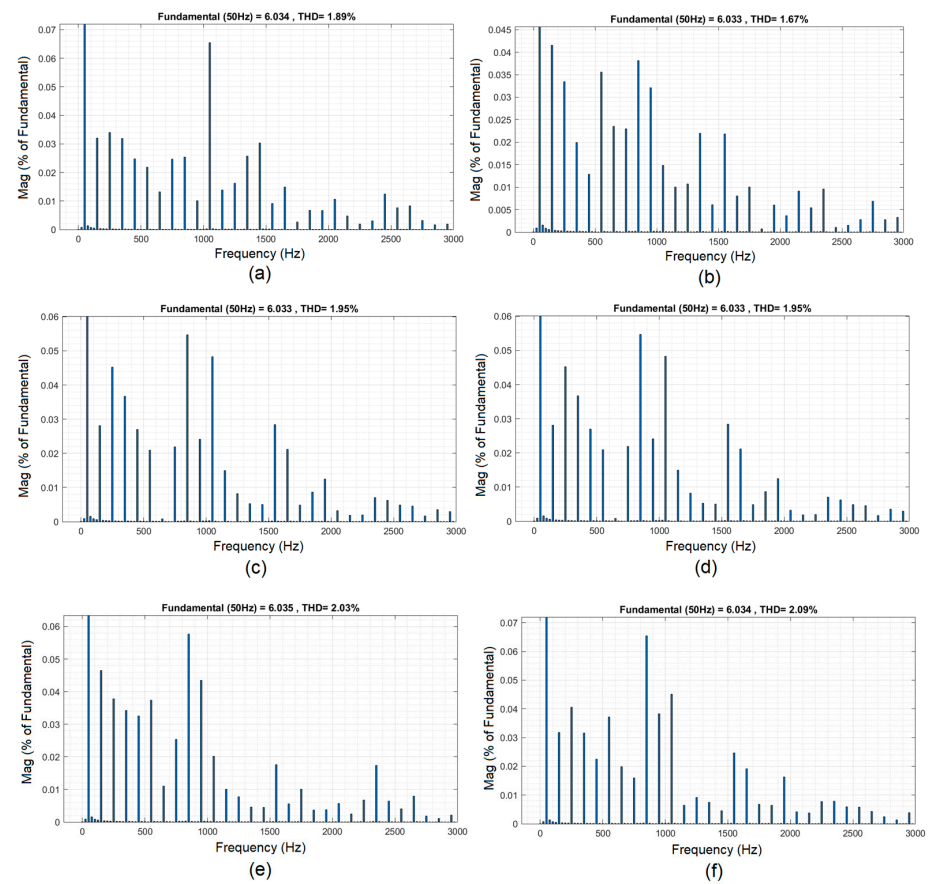 Fundamental (50Hz) = 6.034 , THD= 1.89%
0.07
0.06
0.05
0.04
0.03
0.02
0.01
0
Mag (% of Fundamental)
0 500 1000 1500 2000 2500 3000
Frequency (Hz)
(a)
Fundamental (50Hz) = 6.033 , THD= 1.67%
0.045
0.04
0.035
0.03
0.025
0.02
0.015
0.01
0.005
0
Mag (% of Fundamental)
0 500 1000 1500 2000 2500 3000
Frequency (Hz)
(b)
Fundamental (50Hz) = 6.033 , THD= 1.95%
0.06
0.05
0.04
0.03
0.02
0.01
0
Mag (% of Fundamental)
0 500 1000 1500 2000 2500 3000
Frequency (Hz)
(c)
Fundamental (50Hz) = 6.033 , THD= 1.95%
0.06
0.05
0.04
0.03
0.02
0.01
0
Mag (% of Fundamental)
0 500 1000 1500 2000 2500 3000
Frequency (Hz)
(d)
Fundamental (50Hz) = 6.035 , THD= 2.03%
0.06
0.05
0.04
0.03
0.02
0.01
0
Mag (% of Fundamental)
0 500 1000 1500 2000 2500 3000
Frequency (Hz)
(e)
Fundamental (50Hz) = 6.034 , THD= 2.09%
0.07
0.06
0.05
0.04
0.03
0.02
0.01
0
Mag (% of Fundamental)
0 500 1000 1500 2000 2500 3000
Frequency (Hz)
(f)